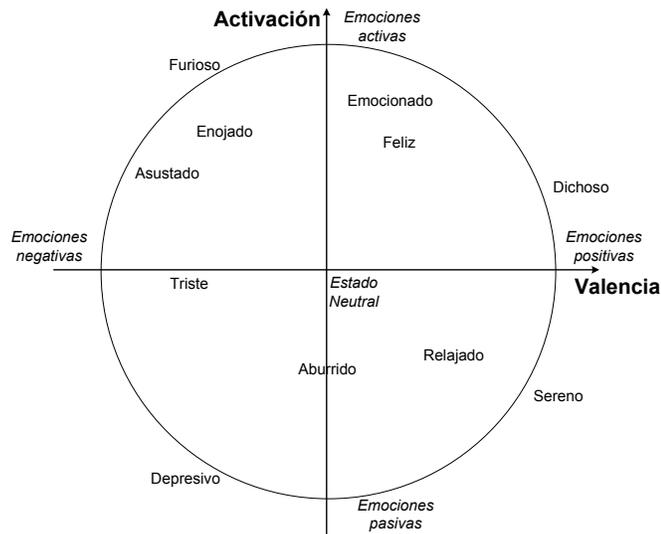 Activación
Emociones
activas
Furioso
Emocionado
Enojado
Feliz
Asustado
Dichoso
Emociones
negativas
Emociones
positivas
Triste
Estado
Neutral
Valencia
Relajado
Aburrido
Sereno
Depresivo
Emociones
pasivas